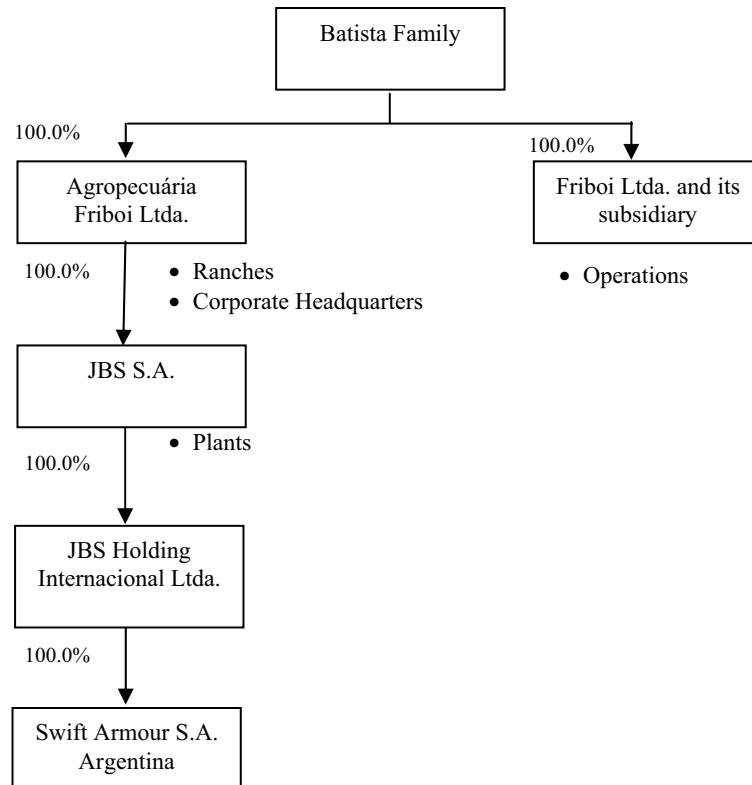 Batista Family
100.0%
100.0%
Agropecuária
Friboi Ltda.
Friboi Ltda. and its
subsidiary
100.0%
• Ranches
• Corporate Headquarters
• Operations
JBS S.A.
• Plants
100.0%
JBS Holding
Internacional Ltda.
100.0%
Swift Armour S.A.
Argentina